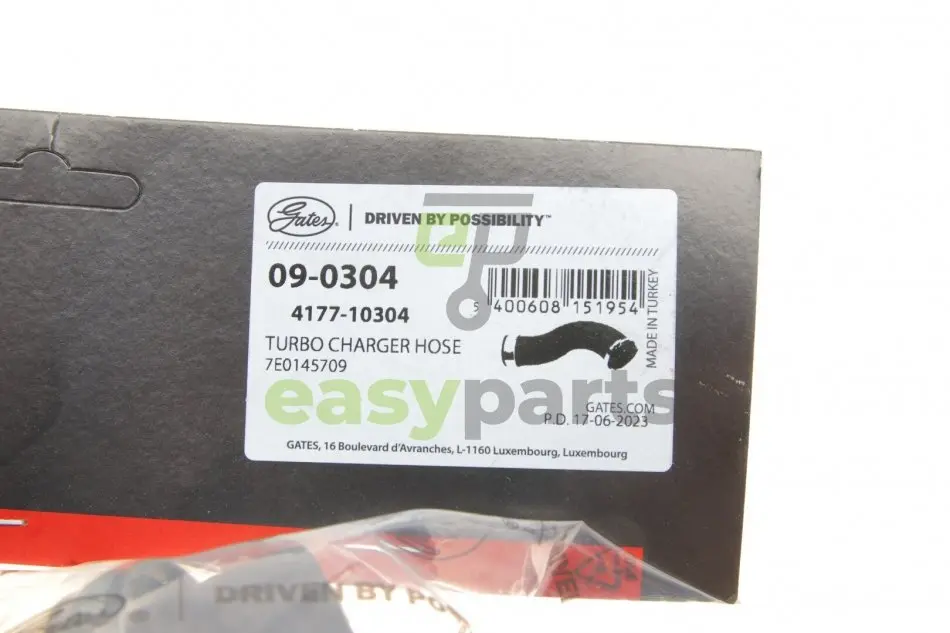 Gates
DRIVEN BY POSSIBILITY™
09-0304
4177-10304
5 400608 151954
MADE IN TURKEY
TURBO CHARGER HOSE
7E0145709
easyparts
GATES.COM
P.D. 17-06-2023
GATES, 16 Boulevard d'Avranches, L-1160 Luxembourg, Luxembourg
DRIVEN BY PO